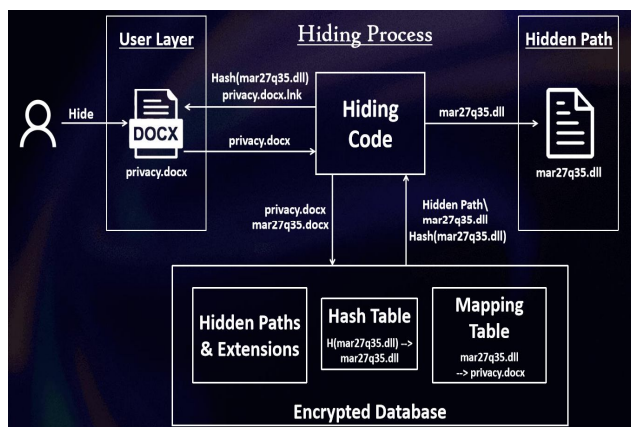 Hiding Process
User Layer
Hide
DOCX
privacy.docx
Hash(mar27q35.dll)
privacy.docx.lnk
privacy.docx
Hiding
Code
mar27q35.dll
Hidden Path
mar27q35.dll
privacy.docx
mar27q35.docx
Hidden Path\
mar27q35.dll
Hash(mar27q35.dll)
Hidden Paths
& Extensions
Hash Table
H(mar27q35.dll) -->
mar27q35.dll
Mapping
Table
mar27q35.dll
--> privacy.docx
Encrypted Database